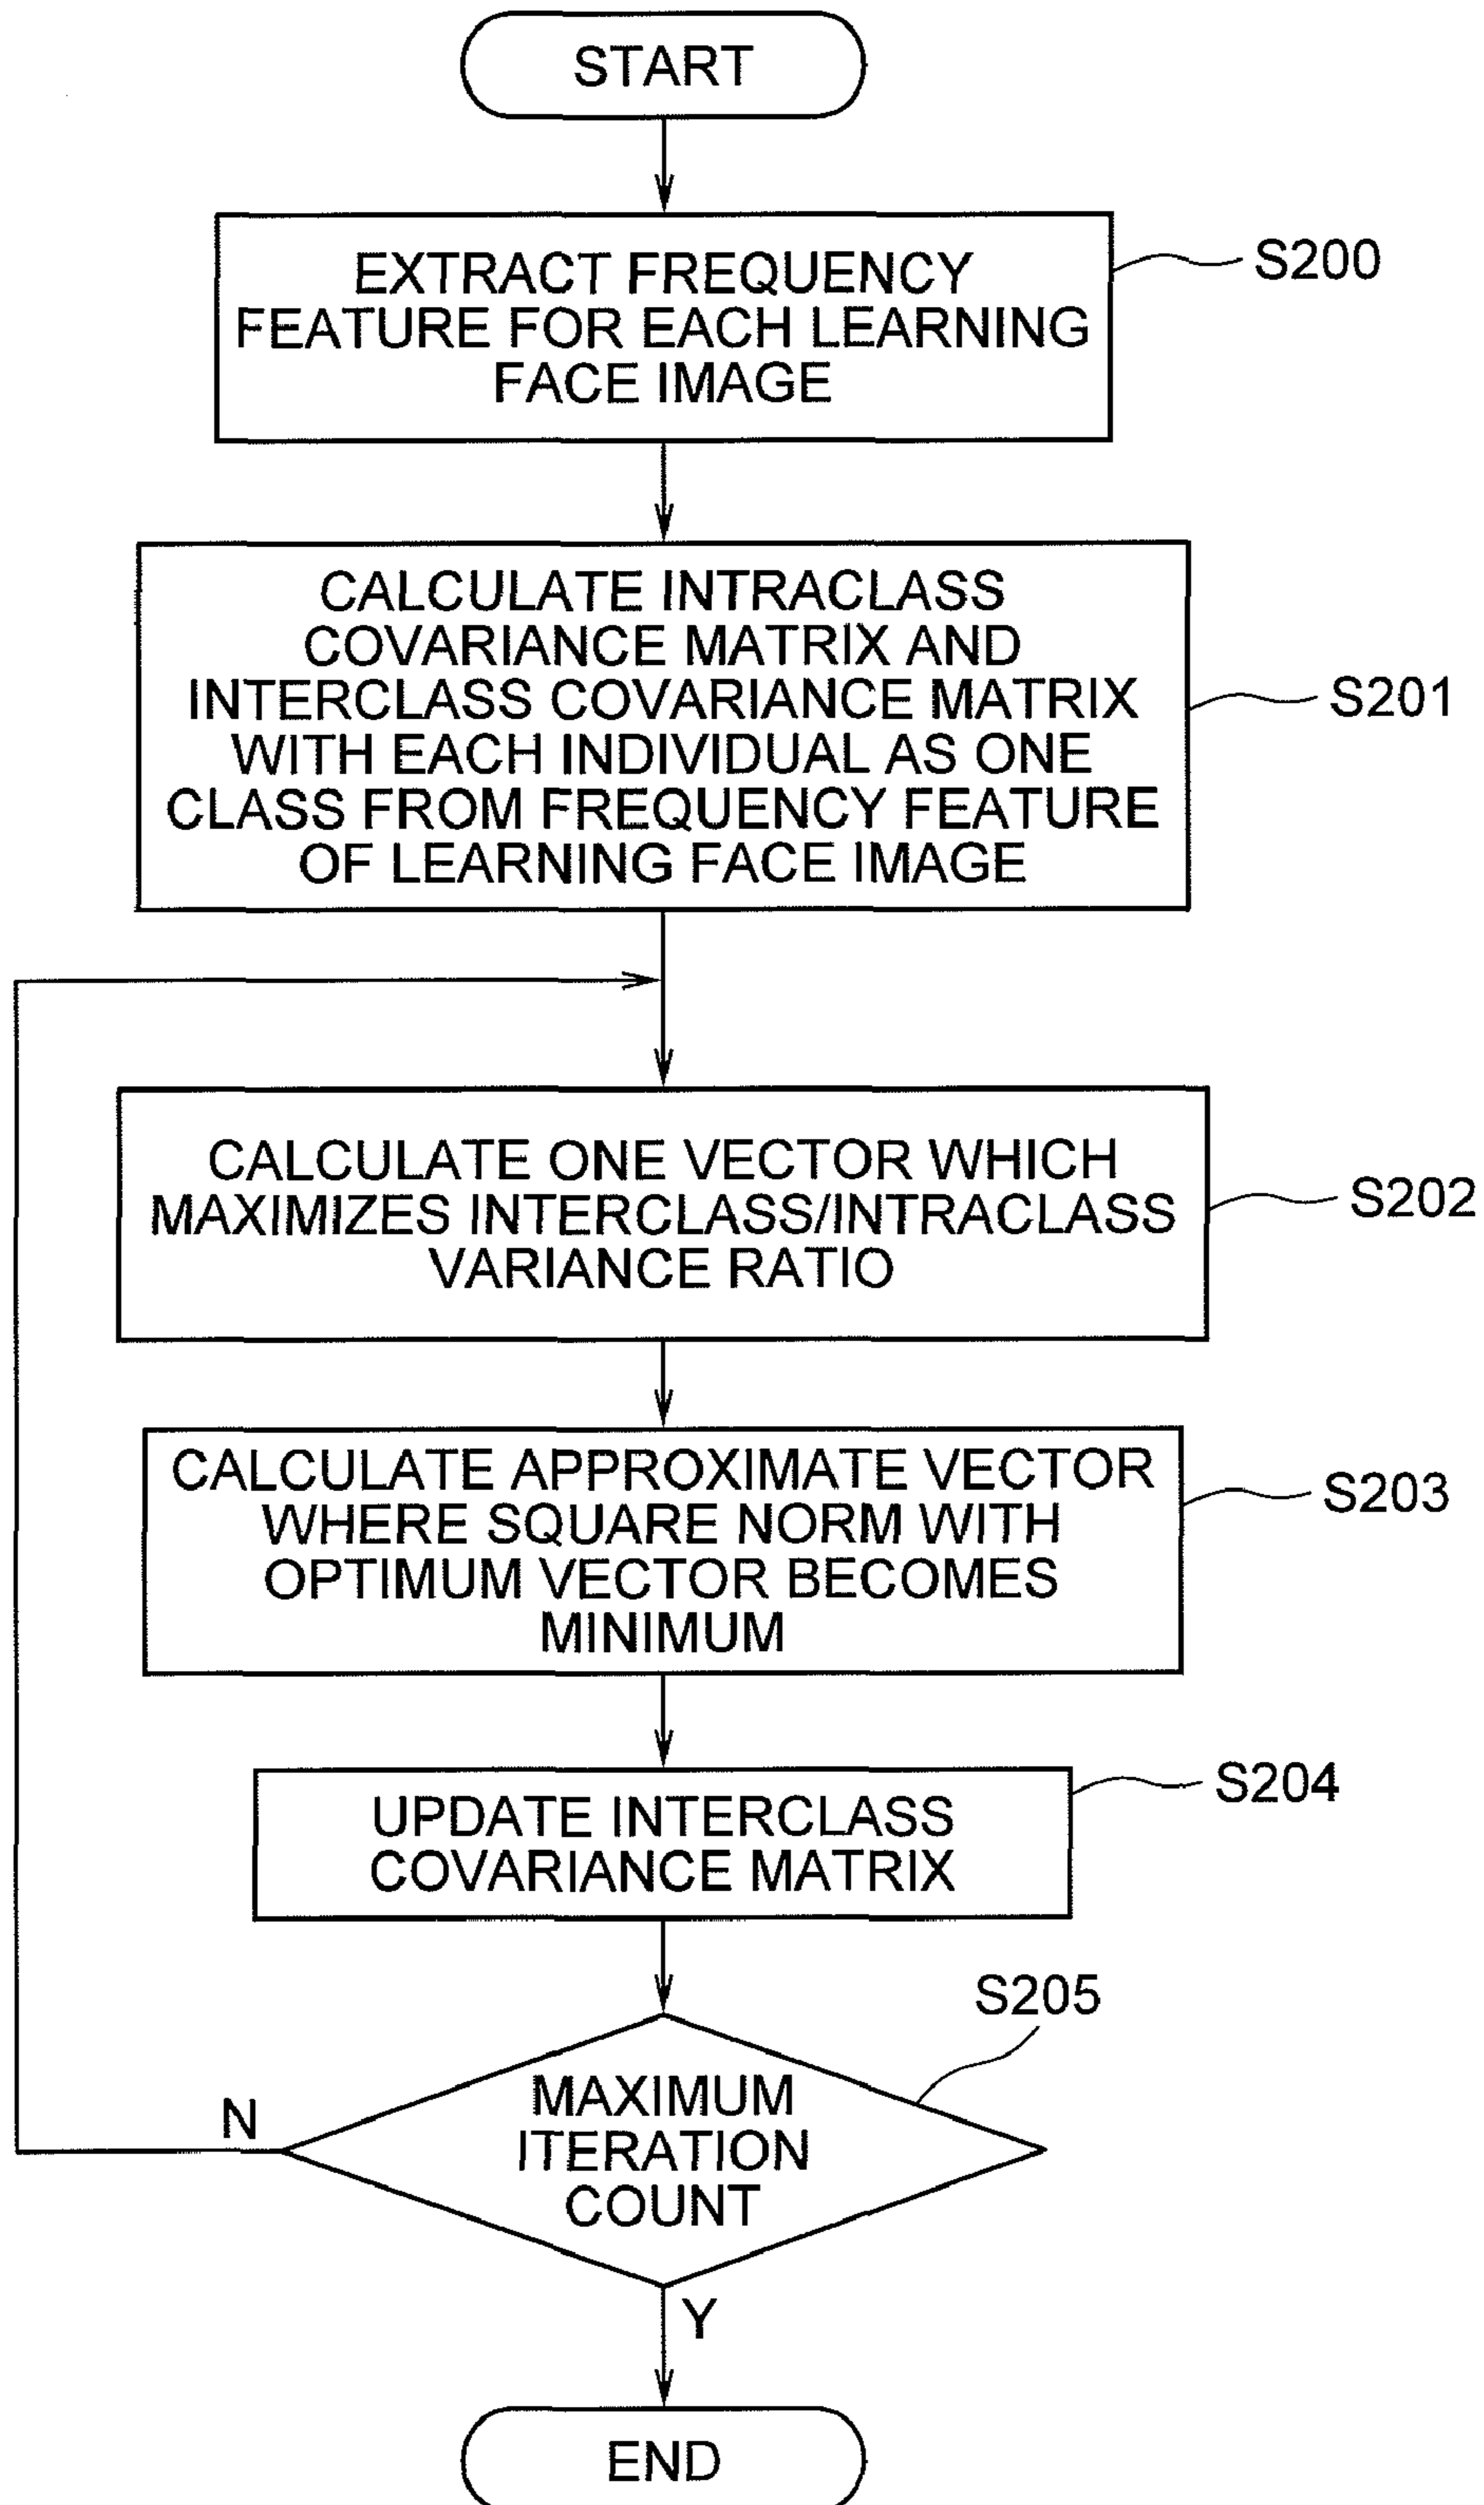 START
EXTRACT FREQUENCY
FEATURE FOR EACH LEARNING
FACE IMAGE
S200
CALCULATE INTRACLASS
COVARIANCE MATRIX AND
INTERCLASS COVARIANCE MATRIX
WITH EACH INDIVIDUAL AS ONE
CLASS FROM FREQUENCY FEATURE
OF LEARNING FACE IMAGE
S201
CALCULATE ONE VECTOR WHICH
MAXIMIZES INTERCLASS/INTRACLASS
VARIANCE RATIO
S202
CALCULATE APPROXIMATE VECTOR
WHERE SQUARE NORM WITH
OPTIMUM VECTOR BECOMES
MINIMUM
S203
UPDATE INTERCLASS
COVARIANCE MATRIX
S204
S205
MAXIMUM
ITERATION
COUNT
N
Y
END